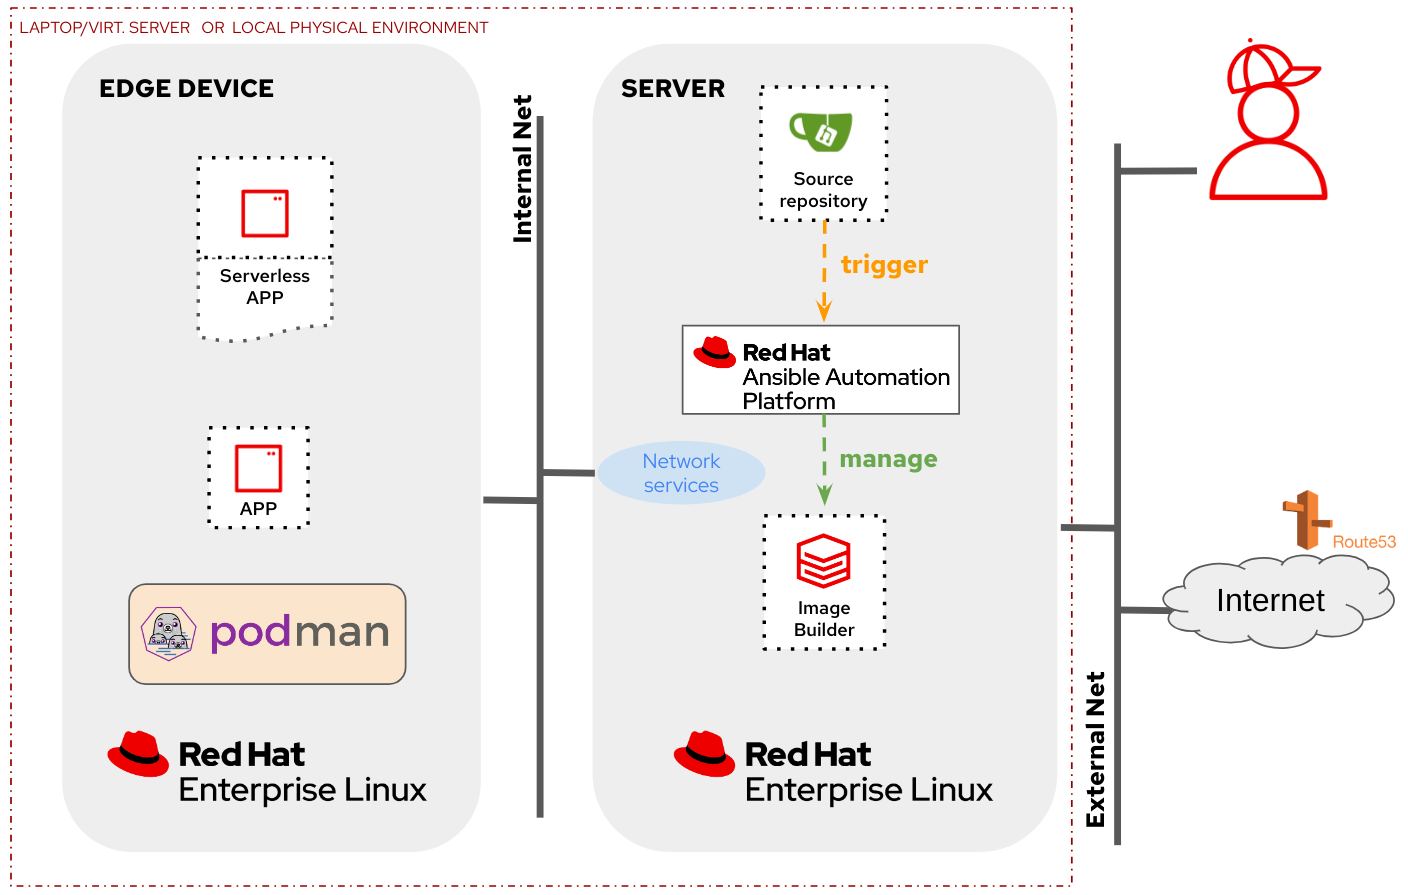 LAPTOP/VIRT. SERVER OR LOCAL PHYSICAL ENVIRONMENT
EDGE DEVICE
Serverless
APP
APP
podman
Red Hat
Enterprise Linux
Internal Net
SERVER
Source
repository
trigger
Red Hat
Ansible Automation
Platform
manage
Network
services
Image
Builder
Red Hat
Enterprise Linux
External Net
Route53
Internet